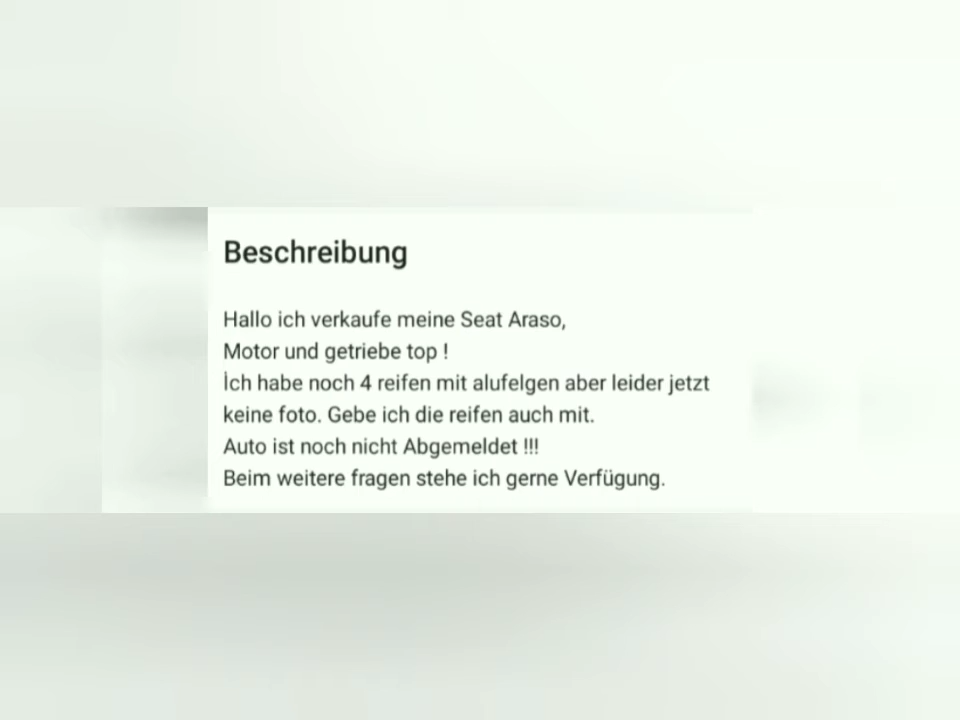 Beschreibung
Hallo ich verkaufe meine Seat Araso,
Motor und getriebe top !
İch habe noch 4 reifen mit alufelgen aber leider jetzt
keine foto. Gebe ich die reifen auch mit.
Auto ist noch nicht Abgemeldet !!!
Beim weitere fragen stehe ich gerne Verfügung.